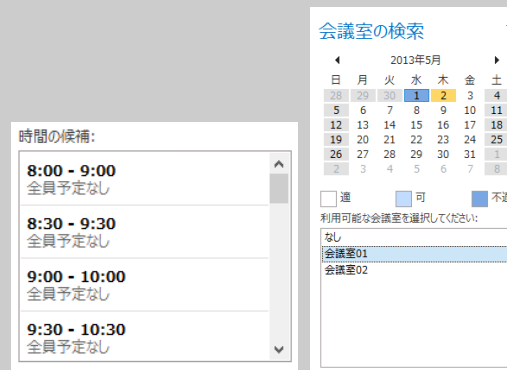 時間の候補:
8:00 - 9:00
全員予定なし
8:30 - 9:30
全員予定なし
9:00 - 10:00
全員予定なし
9:30 - 10:30
全員予定なし
会議室の検索
2013年5月
日 月 火 水 木 金 土
28 29 30 1 2 3 4
5 6 7 8 9 10 11
12 13 14 15 16 17 18
19 20 21 22 23 24 25
26 27 28 29 30 31 1
2 3 4 5 6 7 8
適 可 不適
利用可能な会議室を選択してください:
なし
会議室01
会議室02